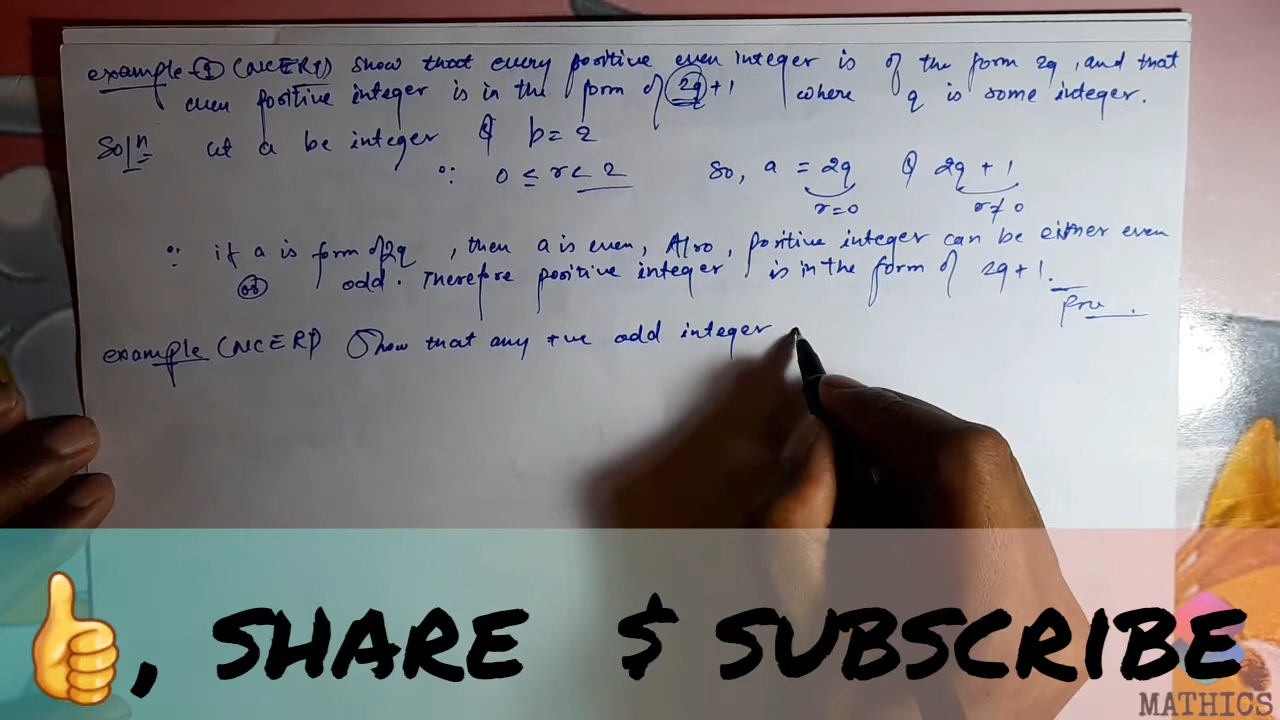 example-① (NCERT) Show that every positive even integer is of the form 2q, and that
even positive integer is in the form of 2q+1 where q is some integer.
Soln let a be integer & b=2
∵ 0 ≤ r < 2 So, a = 2q & 2q + 1
r=0 r≠0
∵ if a is form of 2q, then a is even, Also, positive integer can be either even
or odd. Therefore positive integer is in the form of 2q+1.
example (NCERT) Show that any +ve odd integer
👍, SHARE $ SUBSCRIBE
MATHICS